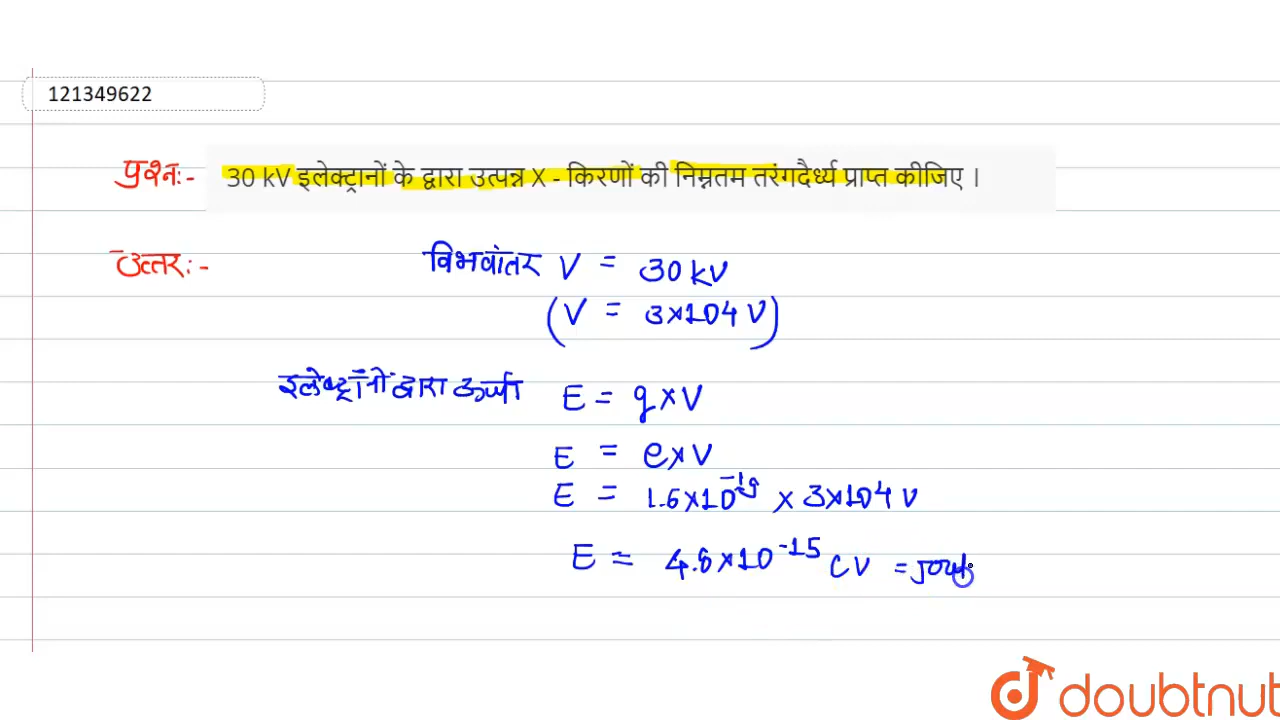 121349622
प्रश्नः- 30 kV इलेक्ट्रानों के द्वारा उत्पन्न X - किरणों की निम्नतम तरंगदैर्ध्य प्राप्त कीजिए ।
उत्तरः- विभवांतर V = 30 kV
(V = 3×104 V)
इलेक्ट्रॉनों द्वारा ऊर्जा E = q×V
E = e×V
E = 1.6×10⁻¹⁹ × 3×104 V
E = 4.8×10⁻¹⁵ CV =
doubtnut